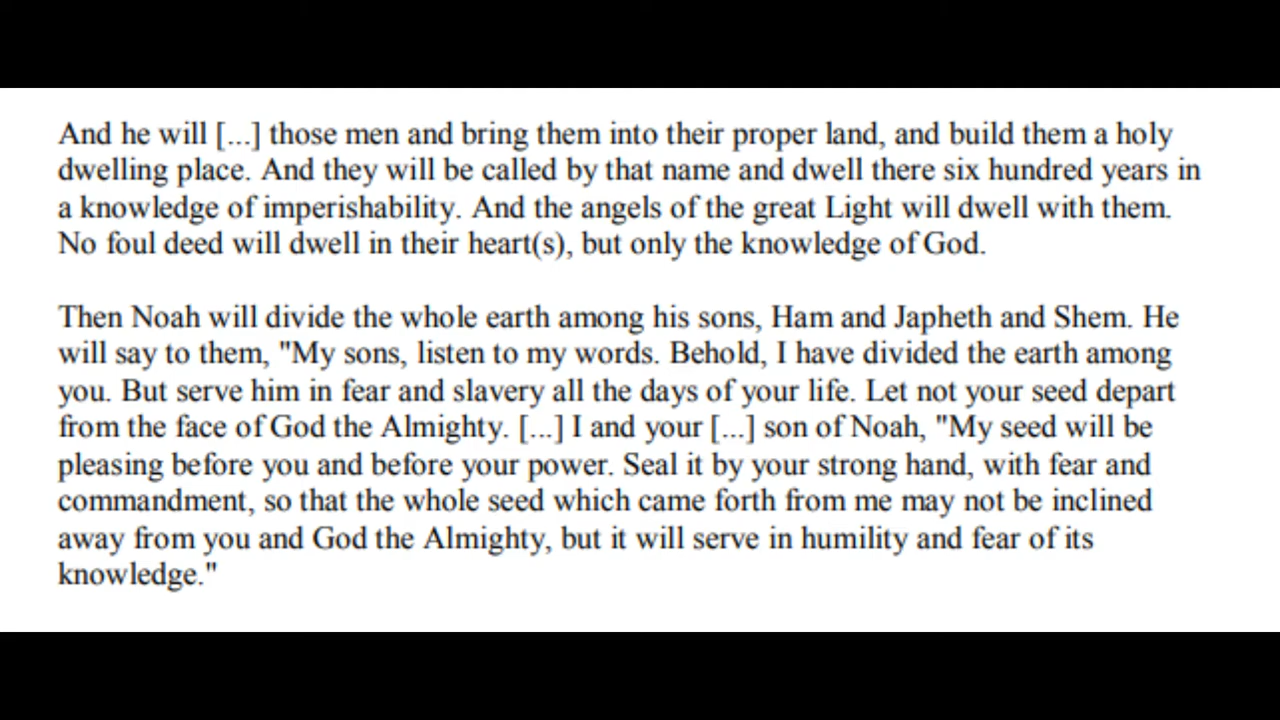 And he will [...] those men and bring them into their proper land, and build them a holy
dwelling place. And they will be called by that name and dwell there six hundred years in
a knowledge of imperishability. And the angels of the great Light will dwell with them.
No foul deed will dwell in their heart(s), but only the knowledge of God.
Then Noah will divide the whole earth among his sons, Ham and Japheth and Shem. He
will say to them, "My sons, listen to my words. Behold, I have divided the earth among
you. But serve him in fear and slavery all the days of your life. Let not your seed depart
from the face of God the Almighty. [...] I and your [...] son of Noah, "My seed will be
pleasing before you and before your power. Seal it by your strong hand, with fear and
commandment, so that the whole seed which came forth from me may not be inclined
away from you and God the Almighty, but it will serve in humility and fear of its
knowledge."